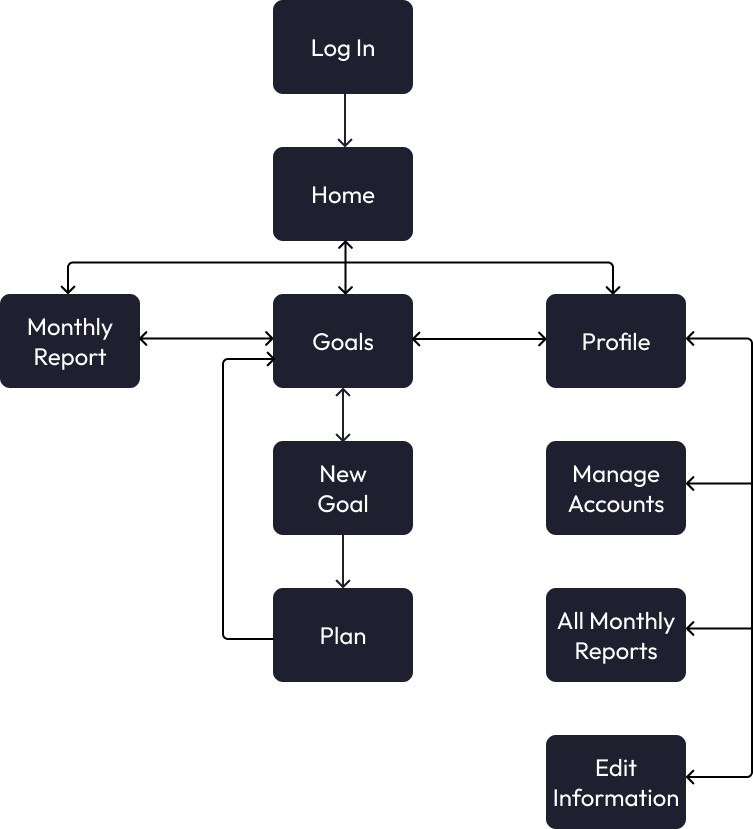 Log In
Home
Monthly
Report
Goals
Profile
New
Goal
Manage
Accounts
Plan
All Monthly
Reports
Edit
Information